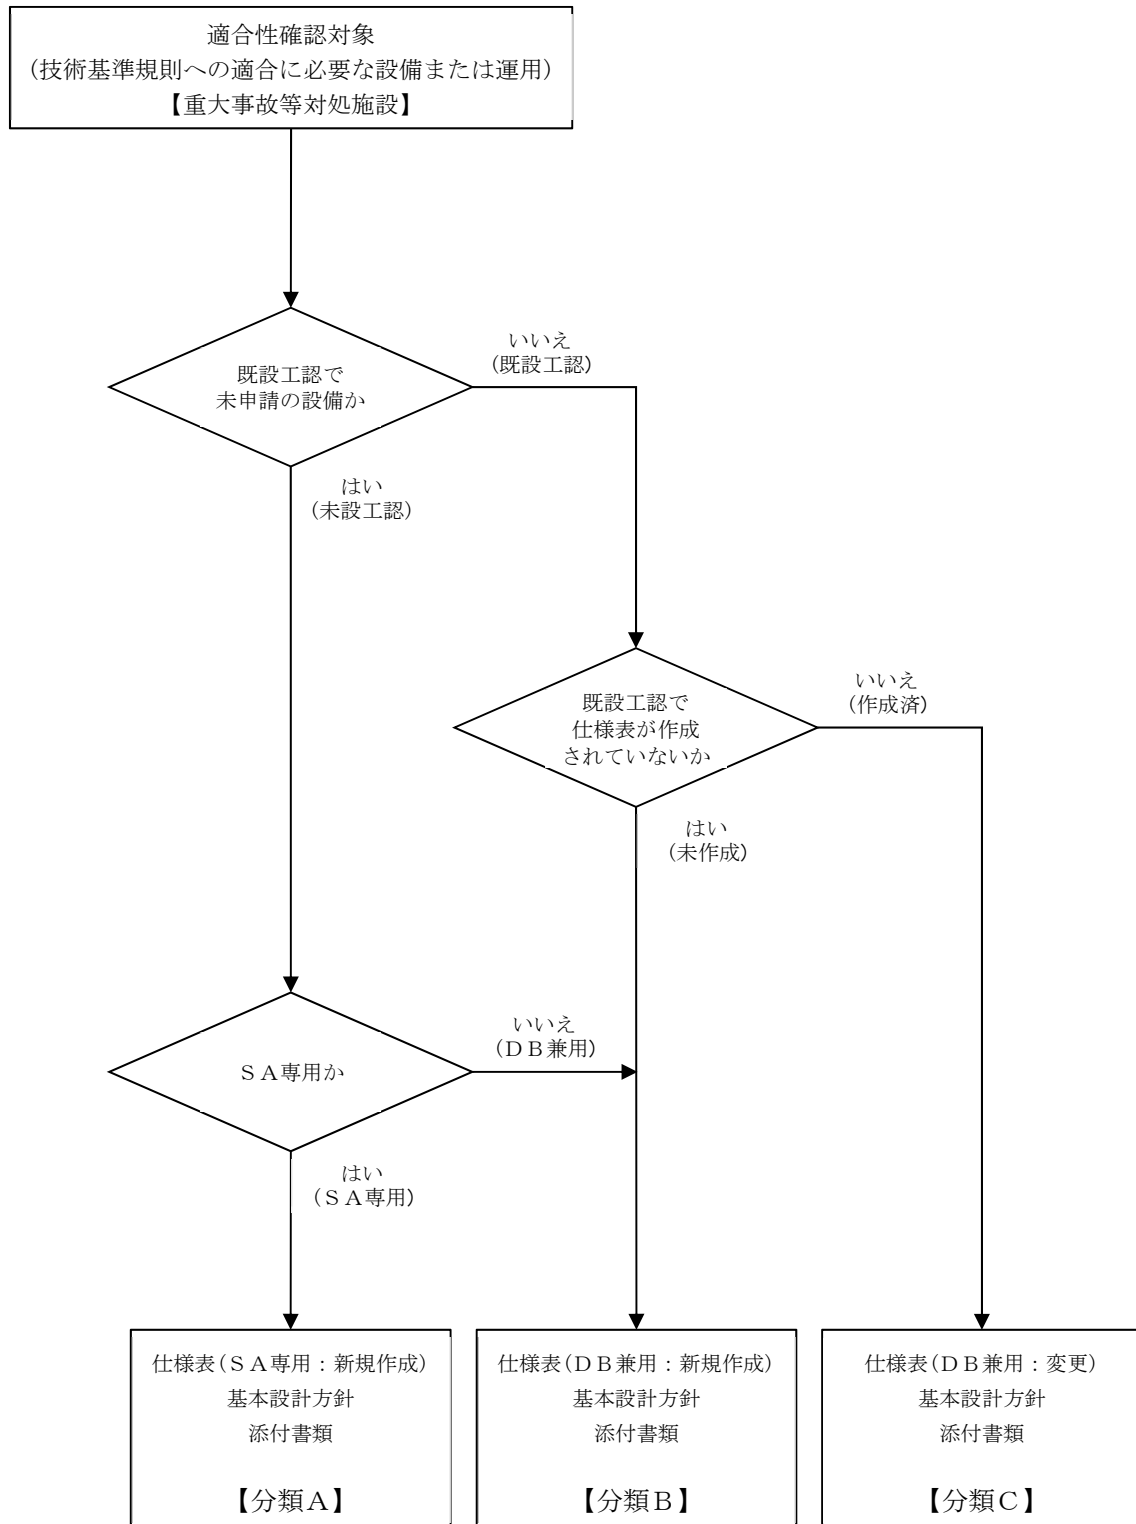 適合性確認対象
（技術基準規則への適合に必要な設備または運用）
【重大事故等対処施設】
既設工認で
未申請の設備か
いいえ
（既設工認）
はい
（未設工認）
既設工認で
仕様表が作成
されていないか
いいえ
（作成済）
はい
（未作成）
ＳＡ専用か
いいえ
（ＤＢ兼用）
はい
（ＳＡ専用）
仕様表（ＳＡ専用：新規作成）
基本設計方針
添付書類
【分類Ａ】
仕様表（ＤＢ兼用：新規作成）
基本設計方針
添付書類
【分類Ｂ】
仕様表（ＤＢ兼用：変更）
基本設計方針
添付書類
【分類Ｃ】